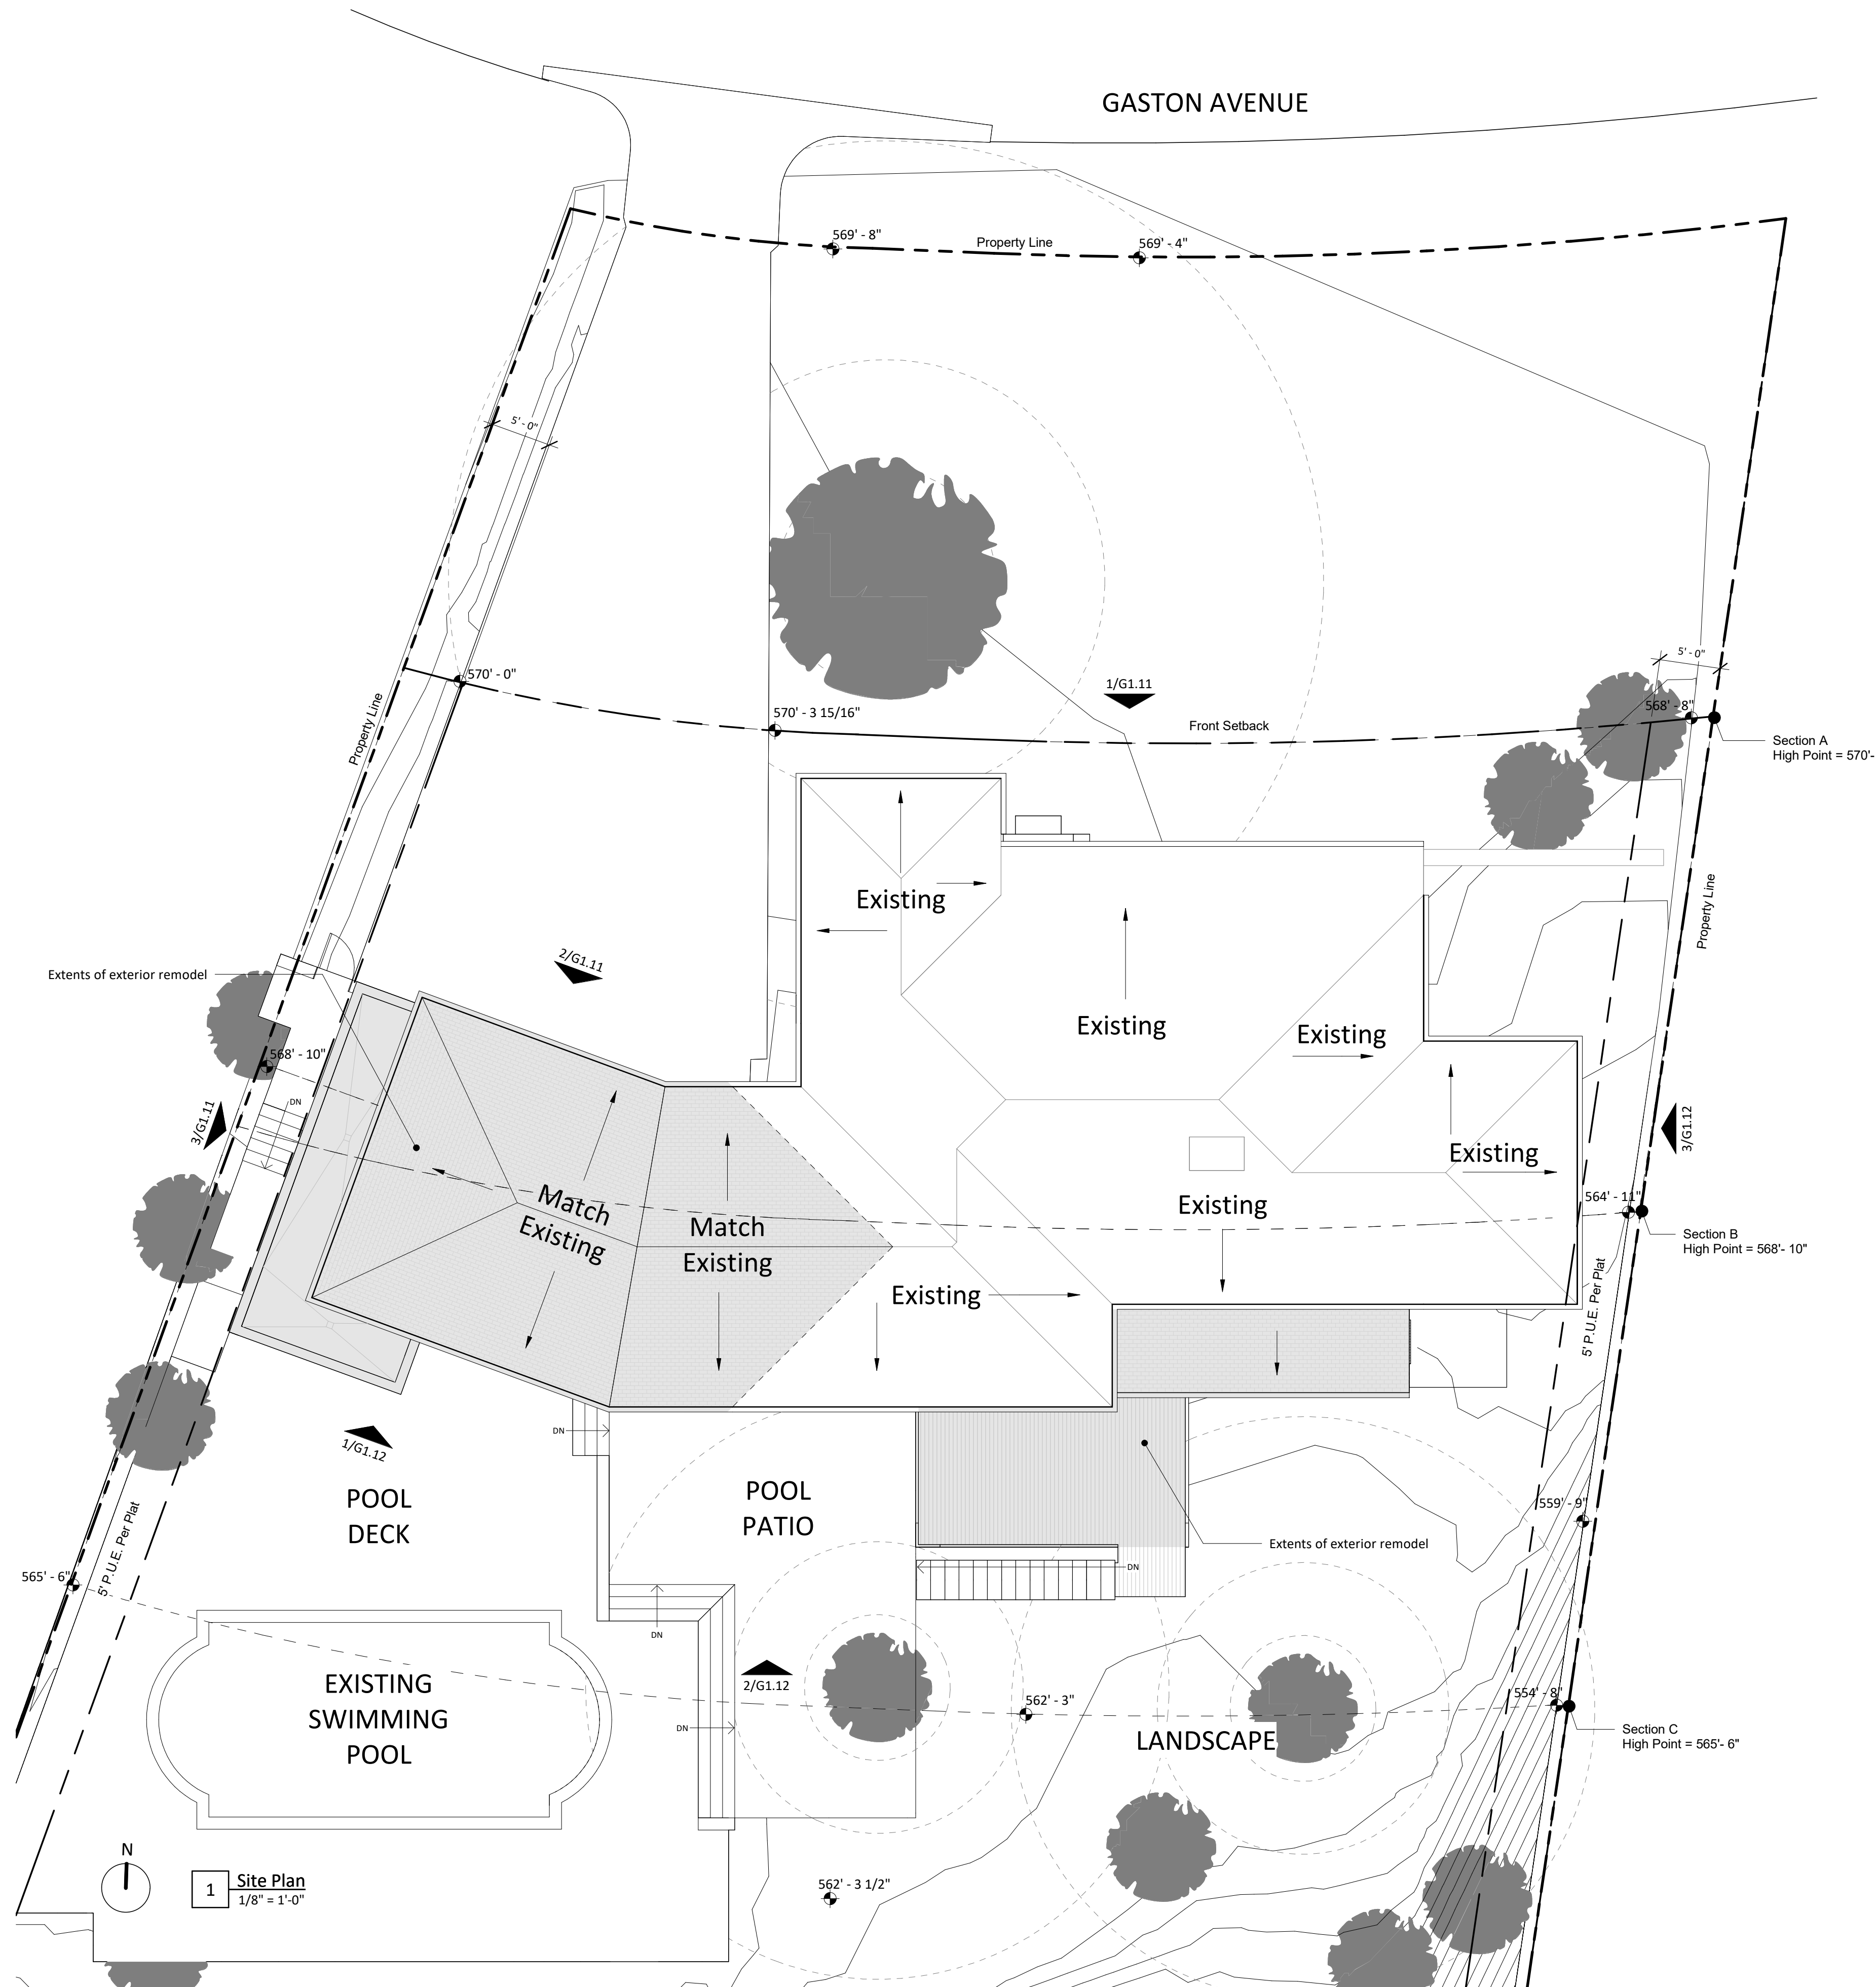 GASTON AVENUE
569' - 8"
Property Line
569' - 4"
5' - 0"
5' - 0"
570' - 0"
1/G1.11
570' - 3 15/16"
568' - 8"
Front Setback
Property Line
Section A
High Point = 570'-
Existing
Property Line
2/G1.11
Extents of exterior remodel
Existing
Existing
568' - 10"
DN
3/G1.11
3/G1.12
Existing
Match
Existing
Match
Existing
Existing
564' - 11"
Section B
High Point = 568'- 10"
Existing
5' P.U.E. Per Plat
DN
1/G1.12
POOL
DECK
POOL
PATIO
559' - 9"
5' P.U.E. Per Plat
Extents of exterior remodel
DN
565' - 6"
DN
EXISTING
SWIMMING
POOL
2/G1.12
562' - 3"
554' - 8"
DN
LANDSCAPE
Section C
High Point = 565'- 6"
N
1
Site Plan
1/8" = 1'-0"
562' - 3 1/2"